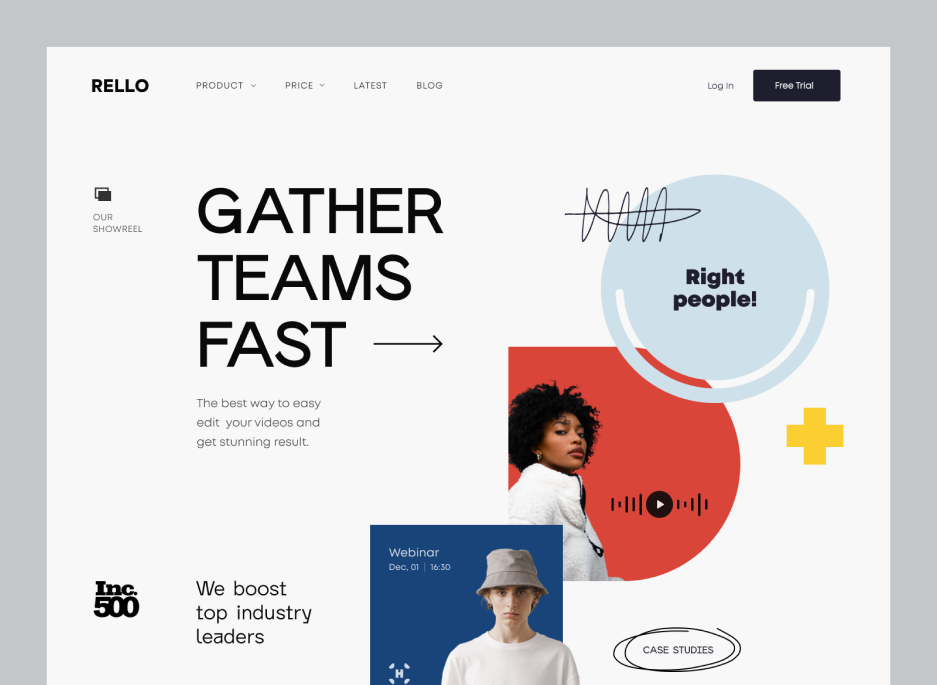 RELLO
PRODUCT
PRICE
LATEST
BLOG
Log In
Free Trial
OUR
SHOWREEL
GATHER
TEAMS
FAST
The best way to easy
edit your videos and
get stunning result.
Right
people!
Webinar
Dec, 01 | 16:30
H
Inc.
500
We boost
top industry
leaders
CASE STUDIES